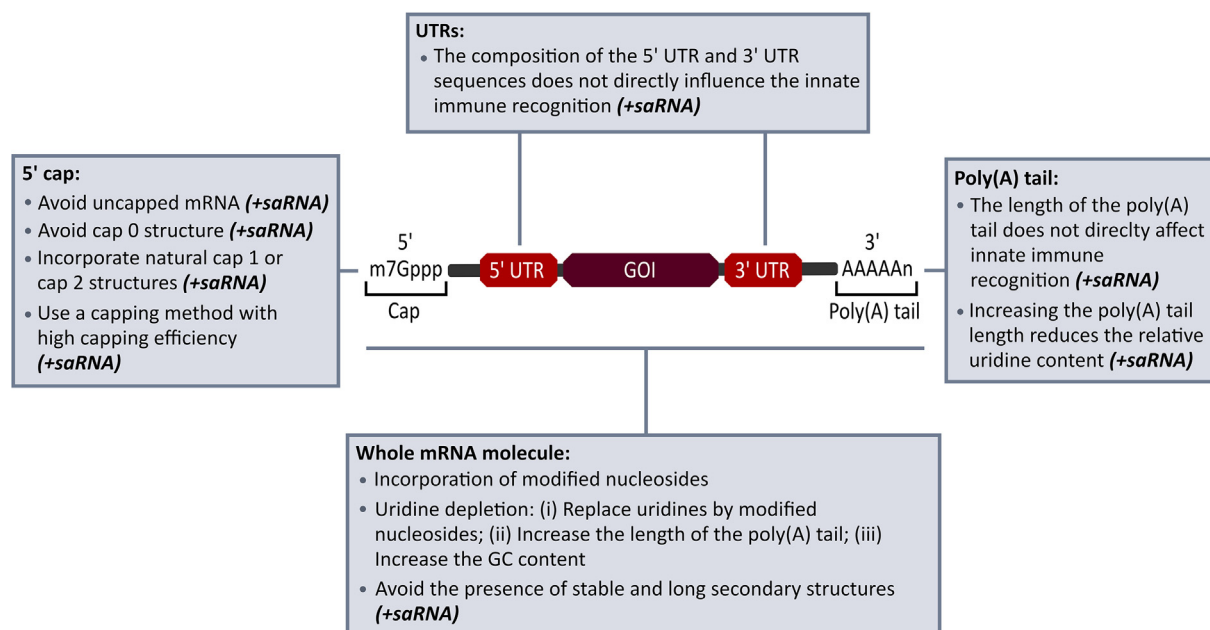 UTRs:
• The composition of the 5' UTR and 3' UTR
sequences does not directly influence the innate
immune recognition (+saRNA)
5' cap:
• Avoid uncapped mRNA (+saRNA)
• Avoid cap 0 structure (+saRNA)
• Incorporate natural cap 1 or
cap 2 structures (+saRNA)
• Use a capping method with
high capping efficiency
(+saRNA)
5'
m7Gppp
Cap
5' UTR
GOI
3' UTR
3'
AAAAAn
Poly(A) tail
Poly(A) tail:
• The length of the poly(A)
tail does not direclty affect
innate immune
recognition (+saRNA)
• Increasing the poly(A) tail
length reduces the relative
uridine content (+saRNA)
Whole mRNA molecule:
• Incorporation of modified nucleosides
• Uridine depletion: (i) Replace uridines by modified
nucleosides; (ii) Increase the length of the poly(A) tail; (iii)
Increase the GC content
• Avoid the presence of stable and long secondary structures
(+saRNA)